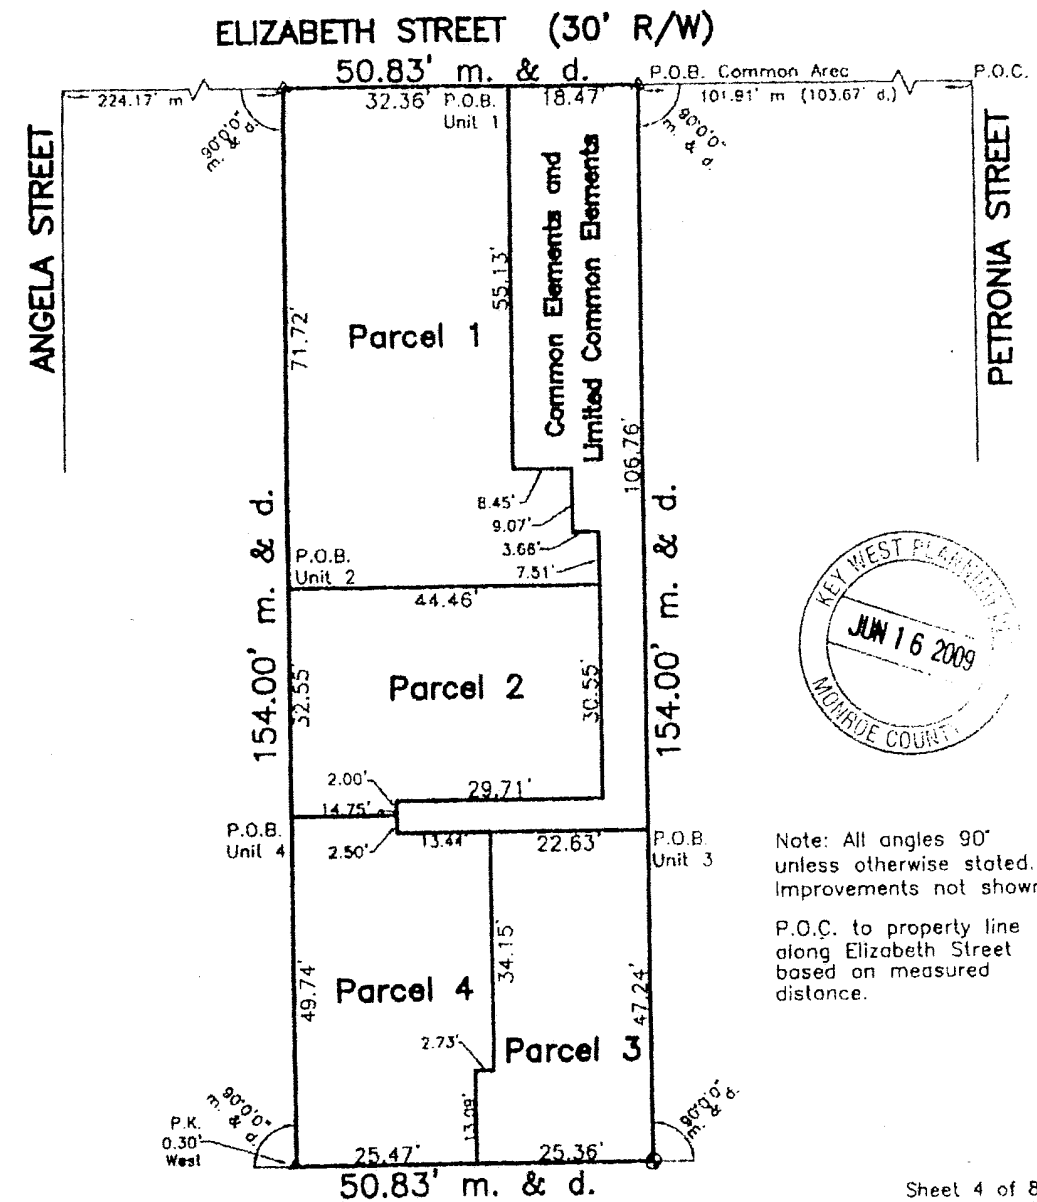 ELIZABETH STREET (30' R/W)
50.83' m. & d.
P.O.B. Common Area
P.O.C.
224.17' m
32.36'
P.O.B.
Unit 1
18.47'
101.91' m (103.67' d.)
90°0'0"
m. & d.
90°0'0"
m. & d.
ANGELA STREET
PETRONIA STREET
Common Elements and
Limited Common Elements
55.13'
71.72'
Parcel 1
106.76'
8.45'
9.07'
3.68'
7.51'
154.00' m. & d.
154.00' m. & d.
P.O.B.
Unit 2
44.46'
Parcel 2
32.55'
30.55'
KEY WEST PLANNING
JUN 16 2009
MONROE COUNTY
2.00'
29.71'
14.75'
P.O.B.
Unit 4
2.50'
13.44'
22.63'
P.O.B.
Unit 3
Note: All angles 90°
unless otherwise stated.
Improvements not shown
P.O.C. to property line
along Elizabeth Street
based on measured
distance.
34.15'
49.74'
Parcel 4
47.24'
2.73'
Parcel 3
13.09'
90°0'0"
m. & d.
90°0'0"
m. & d.
P.K.
0.30'
West
25.47'
25.36'
50.83' m. & d.
Sheet 4 of 8